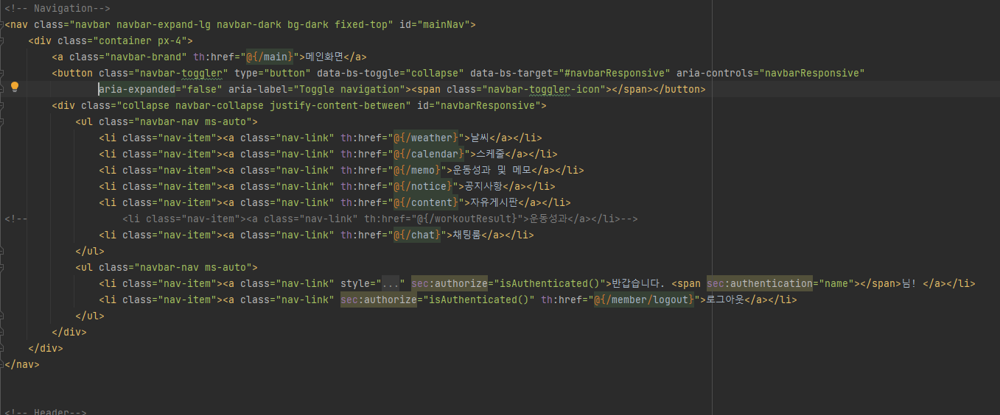 <!-- Navigation-->
<nav class="navbar navbar-expand-lg navbar-dark bg-dark fixed-top" id="mainNav">
<div class="container px-4">
<a class="navbar-brand" th:href="@{/main}">메인화면</a>
<button class="navbar-toggler" type="button" data-bs-toggle="collapse" data-bs-target="#navbarResponsive" aria-controls="navbarResponsive"
aria-expanded="false" aria-label="Toggle navigation"><span class="navbar-toggler-icon"></span></button>
<div class="collapse navbar-collapse justify-content-between" id="navbarResponsive">
<ul class="navbar-nav ms-auto">
<li class="nav-item"><a class="nav-link" th:href="@{/weather}">날씨</a></li>
<li class="nav-item"><a class="nav-link" th:href="@{/calendar}">스케줄</a></li>
<li class="nav-item"><a class="nav-link" th:href="@{/memo}">운동성과 및 메모</a></li>
<li class="nav-item"><a class="nav-link" th:href="@{/notice}">공지사항</a></li>
<li class="nav-item"><a class="nav-link" th:href="@{/content}">자유게시판</a></li>
<!-- <li class="nav-item"><a class="nav-link" th:href="@{/workoutResult}">운동성과</a></li>-->
<li class="nav-item"><a class="nav-link" th:href="@{/chat}">채팅룸</a></li>
</ul>
<ul class="navbar-nav ms-auto">
<li class="nav-item"><a class="nav-link" style="..." sec:authorize="isAuthenticated()">반갑습니다. <span sec:authentication="name"></span>님! </a></li>
<li class="nav-item"><a class="nav-link" sec:authorize="isAuthenticated()" th:href="@{/member/logout}">로그아웃</a></li>
</ul>
</div>
</div>
</nav>
<!-- Header-->